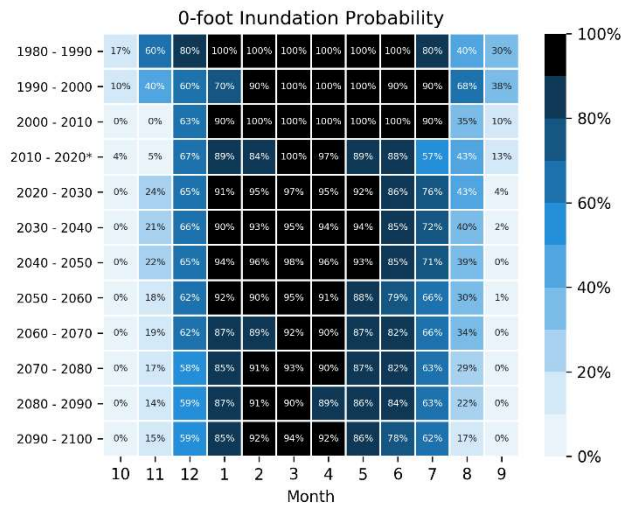 0-foot Inundation Probability
1980 - 1990 17% 60% 80% 100% 100% 100% 100% 100% 100% 80% 40% 30%
1990 - 2000 10% 40% 60% 70% 90% 100% 100% 100% 90% 90% 68% 38%
2000 - 2010 0% 0% 63% 90% 100% 100% 100% 100% 100% 90% 35% 10%
2010 - 2020* 4% 5% 67% 89% 84% 100% 97% 89% 88% 57% 43% 13%
2020 - 2030 0% 24% 65% 91% 95% 97% 95% 92% 86% 76% 43% 4%
2030 - 2040 0% 21% 66% 90% 93% 95% 94% 94% 85% 72% 40% 2%
2040 - 2050 0% 22% 65% 94% 96% 98% 96% 93% 85% 71% 39% 0%
2050 - 2060 0% 18% 62% 92% 90% 95% 91% 88% 79% 66% 30% 1%
2060 - 2070 0% 19% 62% 87% 89% 92% 90% 87% 82% 66% 34% 0%
2070 - 2080 0% 17% 58% 85% 91% 93% 90% 87% 82% 63% 29% 0%
2080 - 2090 0% 14% 59% 87% 91% 90% 89% 86% 84% 63% 22% 0%
2090 - 2100 0% 15% 59% 85% 92% 94% 92% 86% 78% 62% 17% 0%
10 11 12 1 2 3 4 5 6 7 8 9
Month
100%
80%
60%
40%
20%
0%